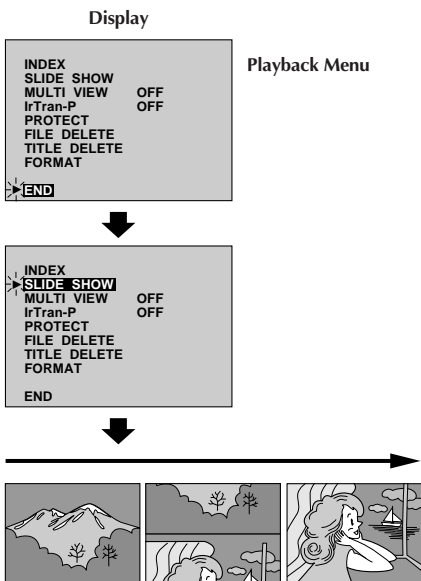 Display
Playback Menu
INDEX
SLIDE SHOW
MULTI VIEW OFF
IrTran-P OFF
PROTECT
FILE DELETE
TITLE DELETE
FORMAT
END
INDEX
SLIDE SHOW
MULTI VIEW OFF
IrTran-P OFF
PROTECT
FILE DELETE
TITLE DELETE
FORMAT
END